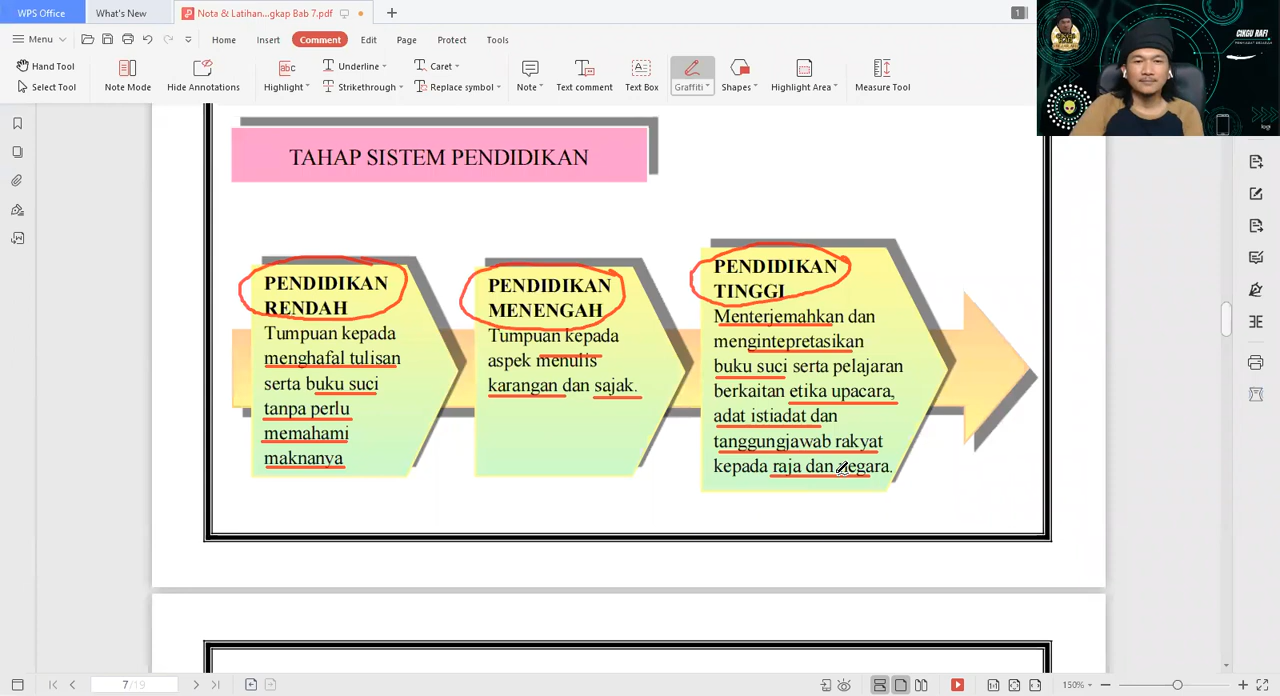 WPS Office
What's New
Nota & Latihan...gkap Bab 7.pdf
1
Menu
Home
Insert
Comment
Edit
Page
Protect
Tools
Hand Tool
Select Tool
Note Mode
Hide Annotations
Highlight
Underline
Strikethrough
Caret
Replace symbol
Note
Text comment
Text Box
Graffiti
Shapes
Highlight Area
Measure Tool
CIKGU RAFI
TAHAP SISTEM PENDIDIKAN
PENDIDIKAN
RENDAH
Tumpuan kepada
menghafal tulisan
serta buku suci
tanpa perlu
memahami
maknanya
PENDIDIKAN
MENENGAH
Tumpuan kepada
aspek menulis
karangan dan sajak.
PENDIDIKAN
TINGGI
Menterjemahkan dan
mengintepretasikan
buku suci serta pelajaran
berkaitan etika upacara,
adat istiadat dan
tanggungjawab rakyat
kepada raja dan negara.
7/19
150%